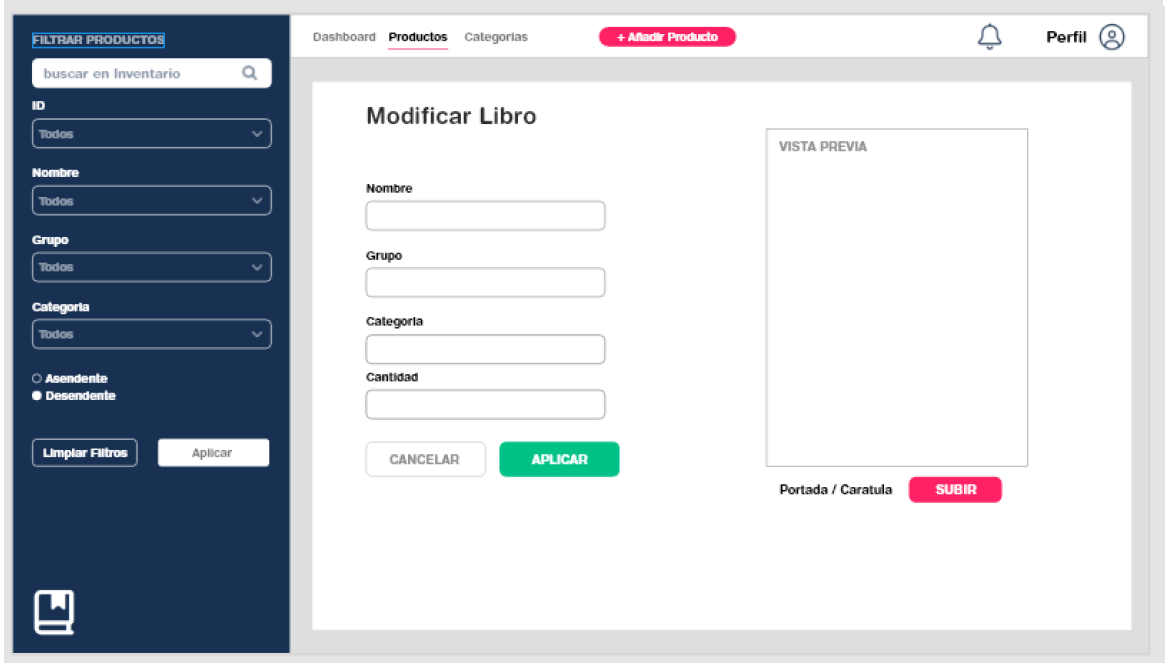 FILTRAR PRODUCTOS
buscar en Inventario
ID
Todos
Nombre
Todos
Grupo
Todos
Categoria
Todos
Asendente
Desendente
Limpiar Filtros
Aplicar
Dashboard Productos Categorias + Añadir Producto Perfil
Modificar Libro
Nombre
Grupo
Categoria
Cantidad
CANCELAR APLICAR
VISTA PREVIA
Portada / Caratula SUBIR